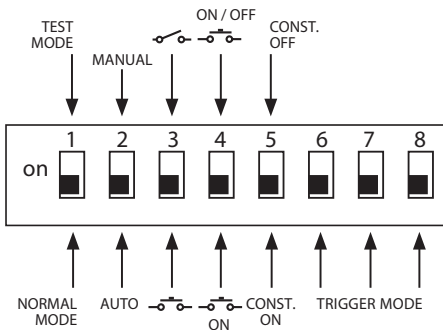 ON / OFF
TEST
MODE
CONST.
OFF
MANUAL
1 2 3 4 5 6 7 8
on
NORMAL
MODE
AUTO
ON
CONST.
ON
TRIGGER MODE